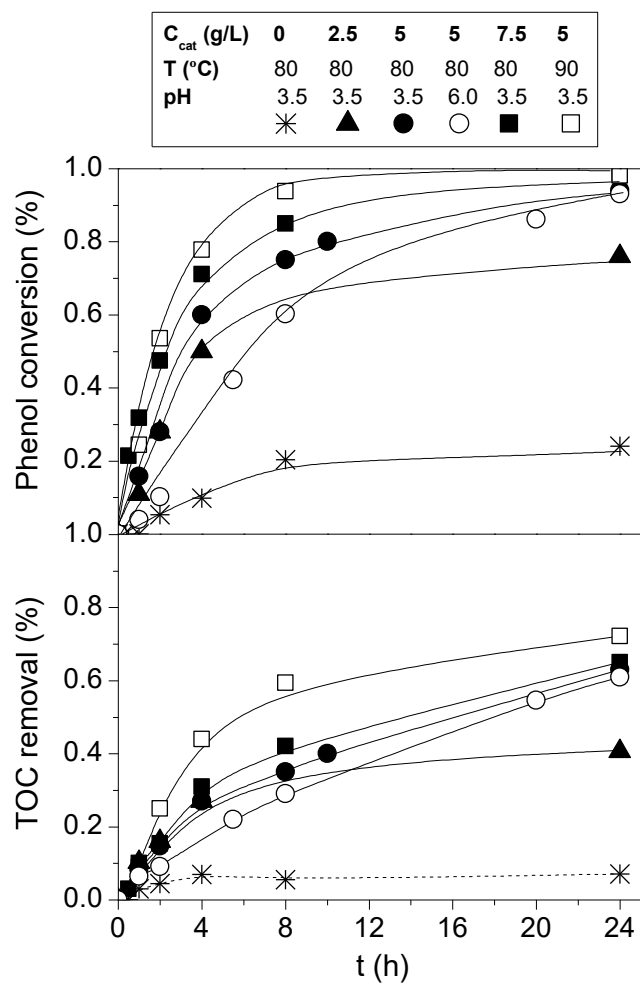 C_cat (g/L) 0 2.5 5 5 7.5 5
T (ºC) 80 80 80 80 80 90
pH 3.5 3.5 3.5 6.0 3.5 3.5
1.0
0.8
0.6
0.4
0.2
Phenol conversion (%)
1.0
0.8
0.6
0.4
0.2
0.0
TOC removal (%)
0 4 8 12 16 20 24
t (h)